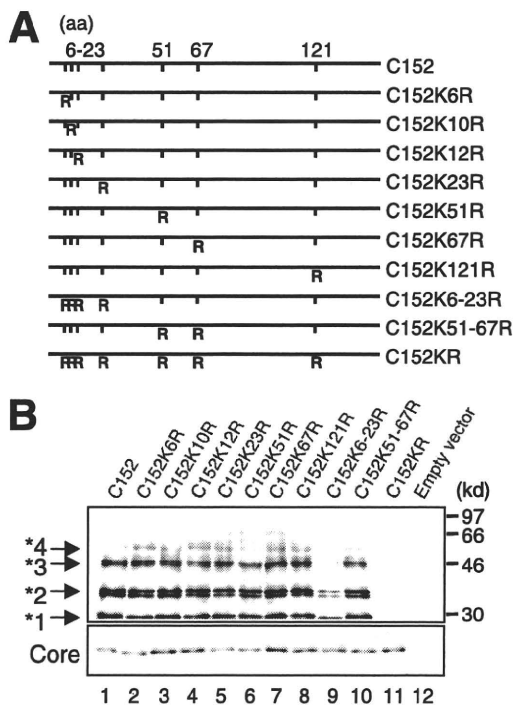 A
(aa)
6-23 51 67 121
C152
R C152K6R
R C152K10R
R C152K12R
R C152K23R
R C152K51R
R C152K67R
R C152K121R
RRR R C152K6-23R
R R C152K51-67R
RRR R R R R C152KR
B
C152 C152K6R C152K10R C152K12R C152K23R C152K51R C152K67R C152K121R C152K6-23R C152K51-67R C152KR Empty vector
(kd)
97
66
*4
*3 46
*2
*1 30
Core
1 2 3 4 5 6 7 8 9 10 11 12